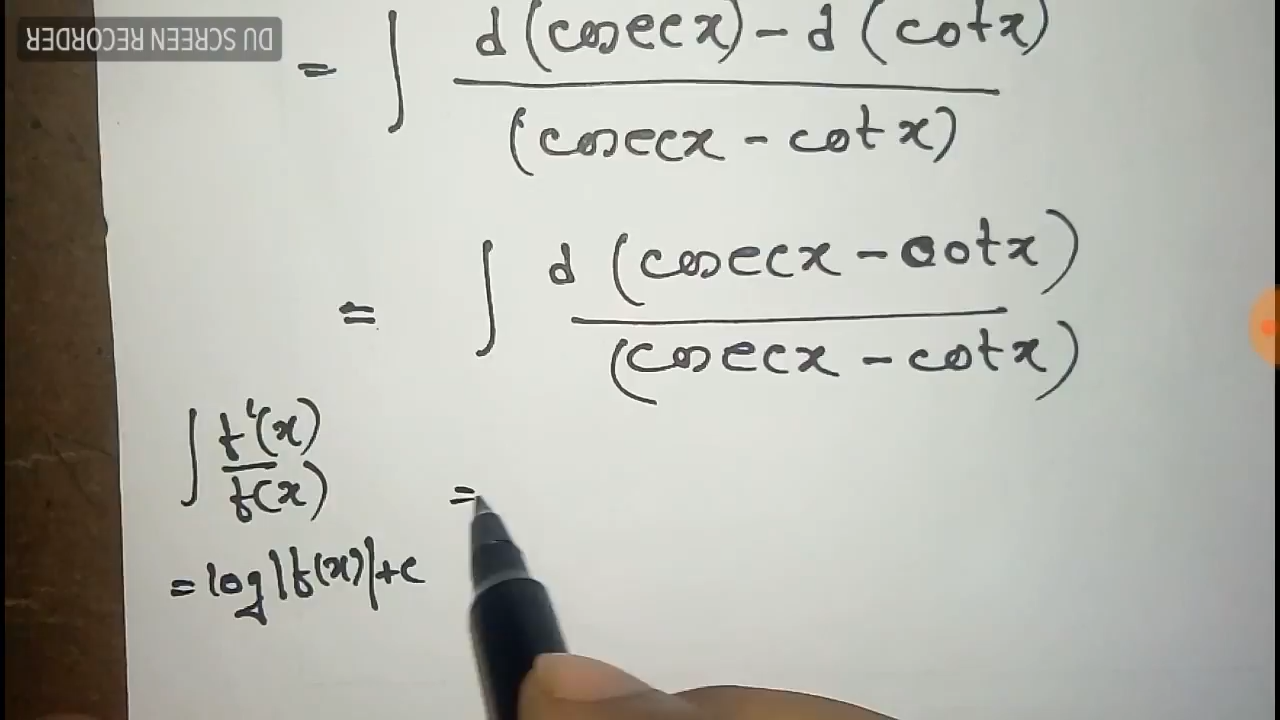 DU SCREEN RECORDER
= ∫ d(cosecx) - d(cotx) / (cosecx - cotx)
= ∫ d(cosecx - cotx) / (cosecx - cotx)
∫ f'(x) / f(x)
= log|f(x)| + c
=